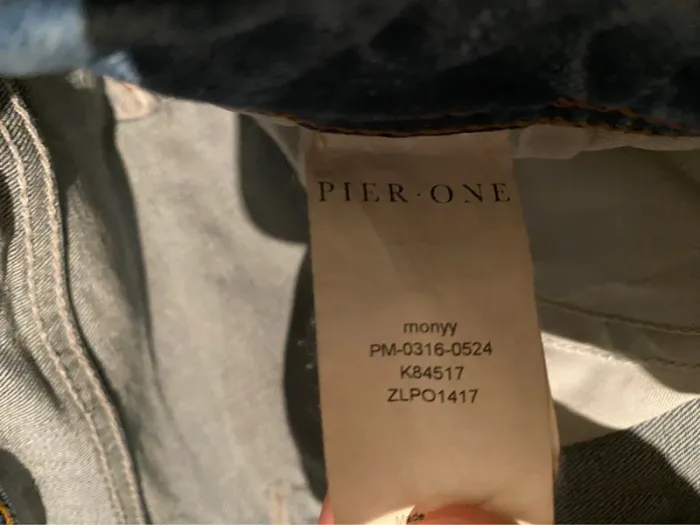 PIER·ONE
monyy
PM-0316-0524
K84517
ZLPO1417